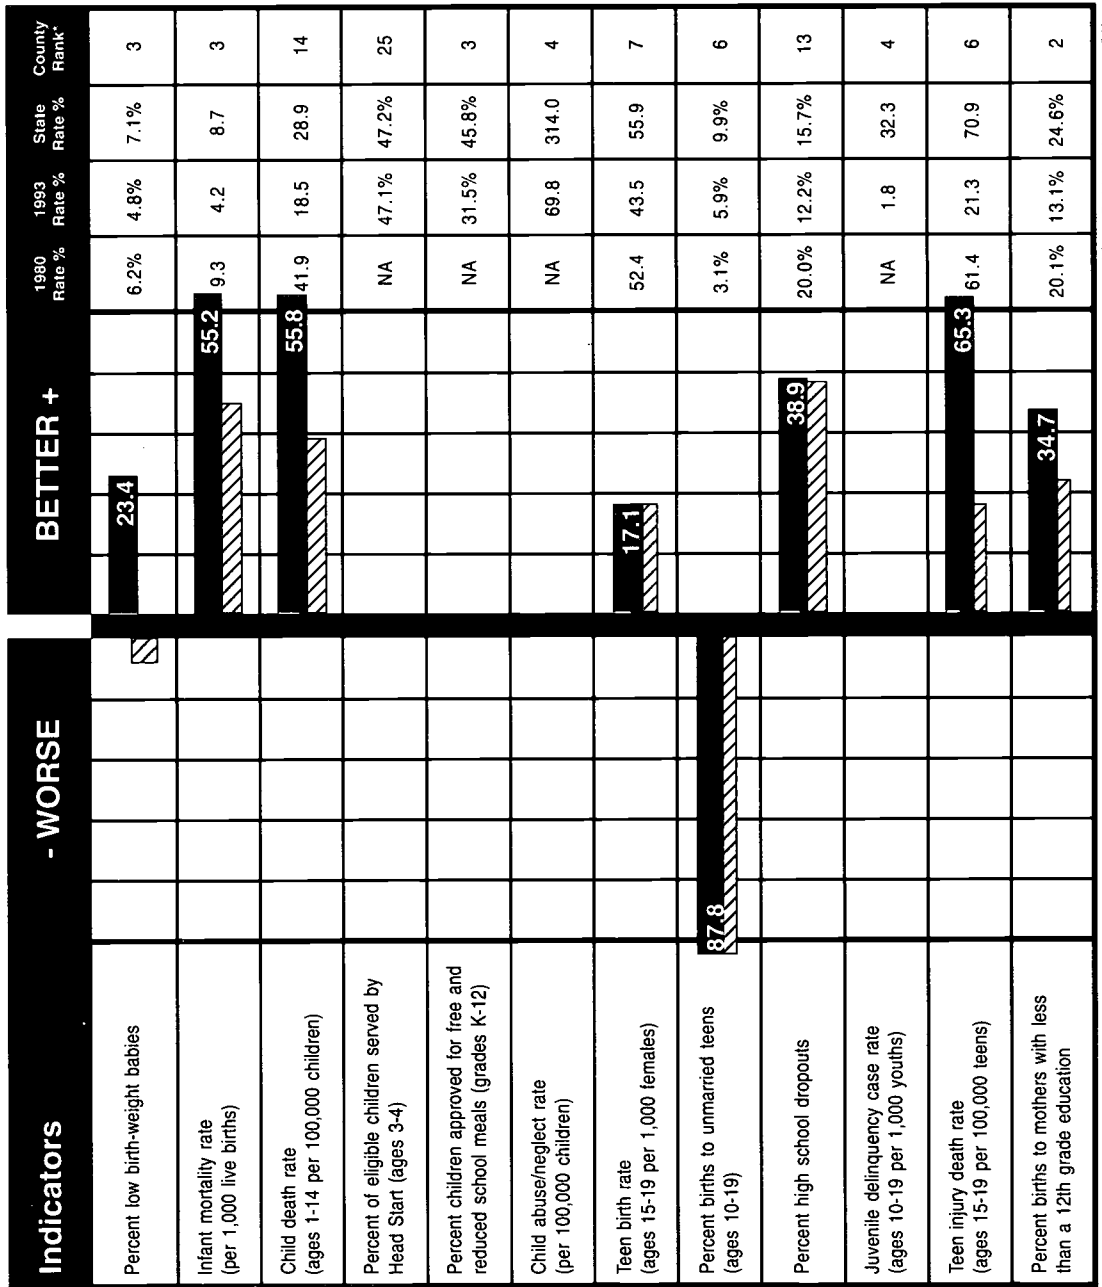 Indicators
- WORSE
BETTER +
1980
Rate %
1993
Rate %
State
Rate %
County
Rank*
Percent low birth-weight babies
23.4
6.2%
4.8%
7.1%
3
Infant mortality rate
(per 1,000 live births)
55.2
9.3
4.2
8.7
3
Child death rate
(ages 1-14 per 100,000 children)
55.8
41.9
18.5
28.9
14
Percent of eligible children served by
Head Start (ages 3-4)
NA
47.1%
47.2%
25
Percent children approved for free and
reduced school meals (grades K-12)
NA
31.5%
45.8%
3
Child abuse/neglect rate
(per 100,000 children)
NA
69.8
314.0
4
Teen birth rate
(ages 15-19 per 1,000 females)
17.1
52.4
43.5
55.9
7
Percent births to unmarried teens
(ages 10-19)
87.8
3.1%
5.9%
9.9%
6
Percent high school dropouts
38.9
20.0%
12.2%
15.7%
13
Juvenile delinquency case rate
(ages 10-19 per 1,000 youths)
NA
1.8
32.3
4
Teen injury death rate
(ages 15-19 per 100,000 teens)
65.3
61.4
21.3
70.9
6
Percent births to mothers with less
than a 12th grade education
34.7
20.1%
13.1%
24.6%
2